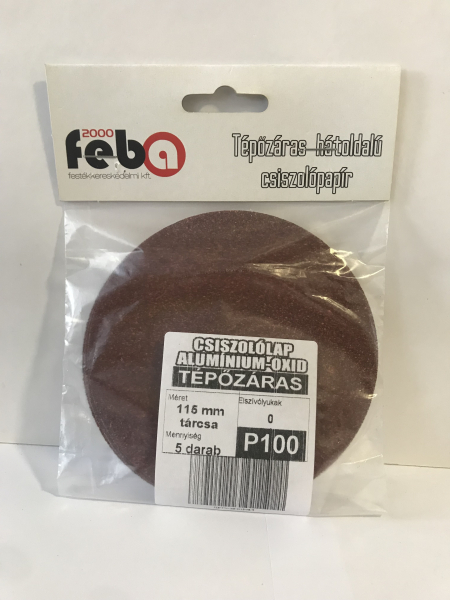 2000
feba
festékkereskedelmi kft.
Tépőzáras hátoldalú
csiszolópapír
CSISZOLÓLAP
ALUMÍNIUM-OXID
TÉPŐZÁRAS
Méret
Elszívólyukak
115 mm
tárcsa
0
Mennyiség
5 darab
P100